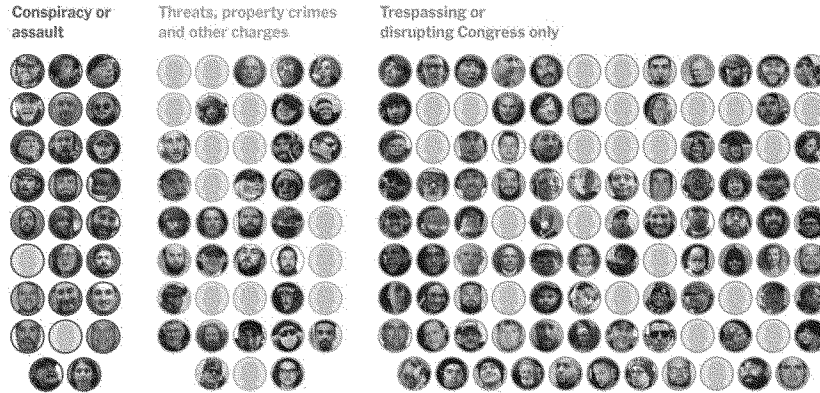 Conspiracy or
assault
Threats, property crimes
and other charges
Trespassing or
disrupting Congress only